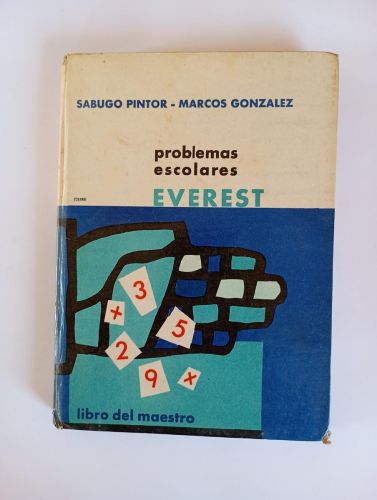 SABUGO PINTOR - MARCOS GONZALEZ
problemas
escolares
EVEREST
3
x
5
2
9
x
libro del maestro